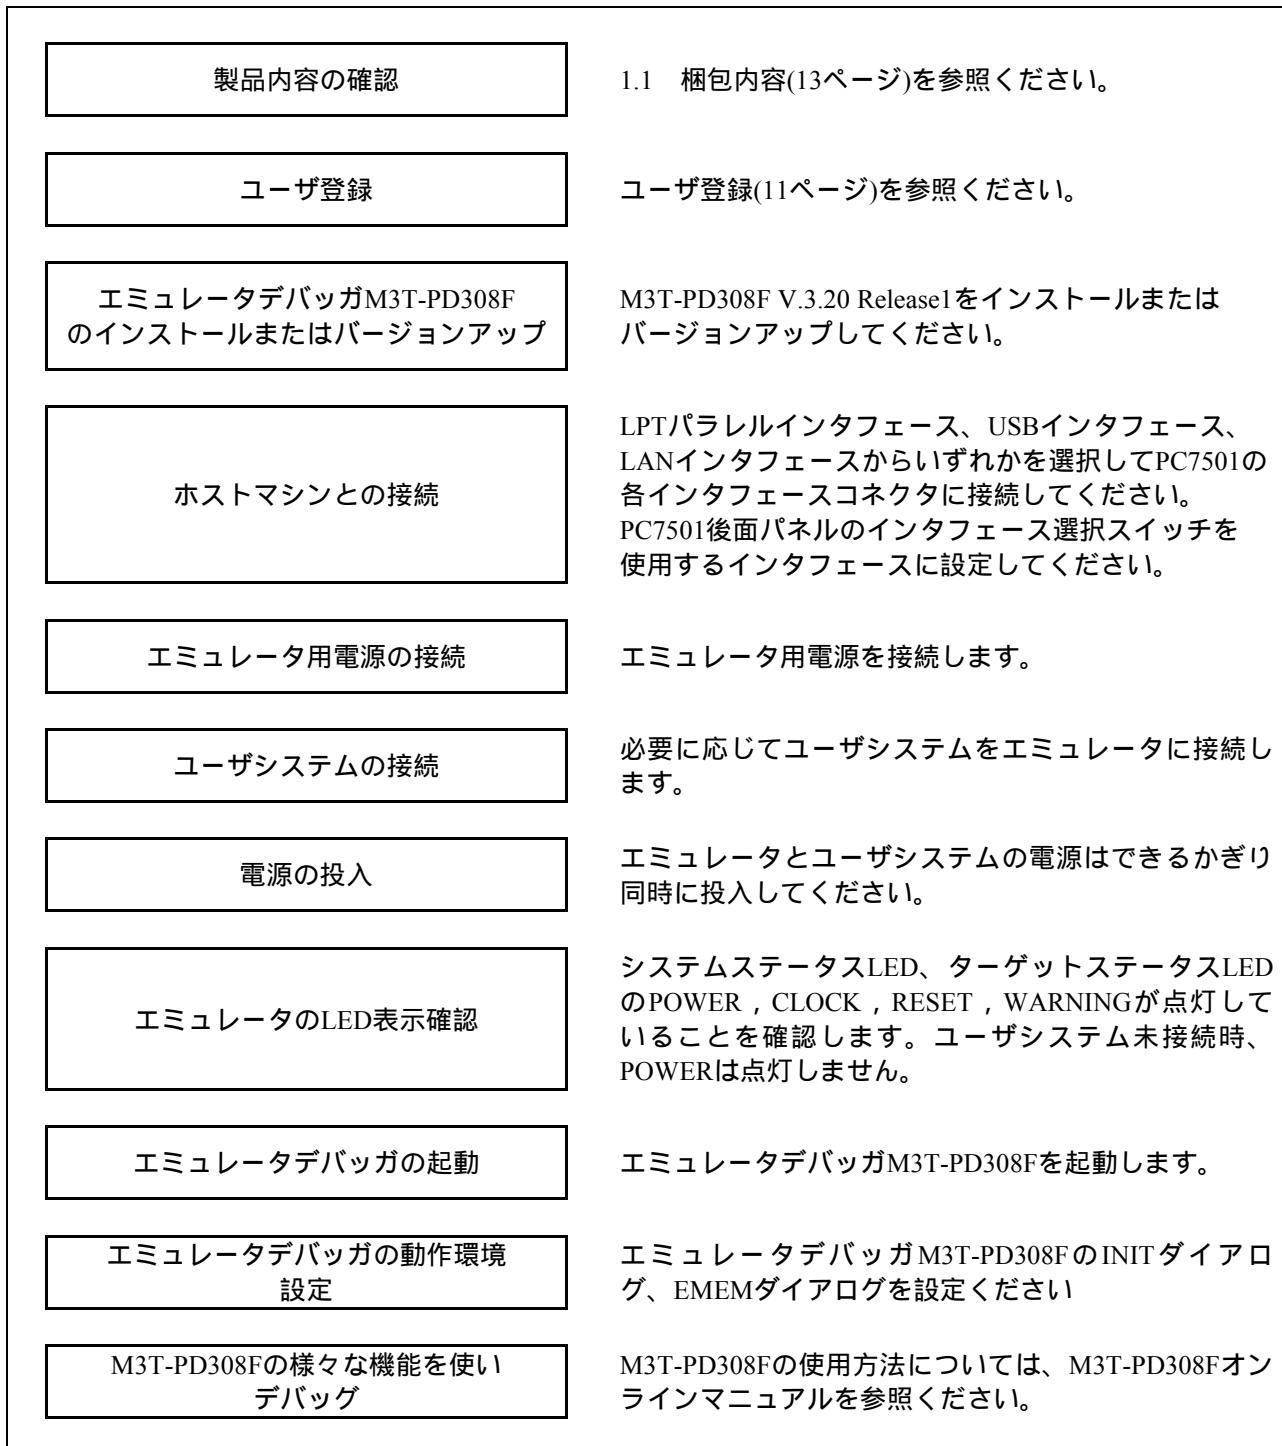 製品内容の確認
1.1　梱包内容(13ページ)を参照ください。
ユーザ登録
ユーザ登録(11ページ)を参照ください。
エミュレータデバッガM3T-PD308F
のインストールまたはバージョンアップ
M3T-PD308F V.3.20 Release1をインストールまたは
バージョンアップしてください。
ホストマシンとの接続
LPTパラレルインタフェース、USBインタフェース、
LANインタフェースからいずれかを選択してPC7501の
各インタフェースコネクタに接続してください。
PC7501後面パネルのインタフェース選択スイッチを
使用するインタフェースに設定してください。
エミュレータ用電源の接続
エミュレータ用電源を接続します。
ユーザシステムの接続
必要に応じてユーザシステムをエミュレータに接続し
ます。
電源の投入
エミュレータとユーザシステムの電源はできるかぎり
同時に投入してください。
エミュレータのLED表示確認
システムステータスLED、ターゲットステータスLED
のPOWER，CLOCK，RESET，WARNINGが点灯して
いることを確認します。ユーザシステム未接続時、
POWERは点灯しません。
エミュレータデバッガの起動
エミュレータデバッガM3T-PD308Fを起動します。
エミュレータデバッガの動作環境
設定
エミュレータデバッガM3T-PD308FのINITダイアロ
グ、EMEMダイアログを設定ください
M3T-PD308Fの様々な機能を使い
デバッグ
M3T-PD308Fの使用方法については、M3T-PD308Fオン
ラインマニュアルを参照ください。